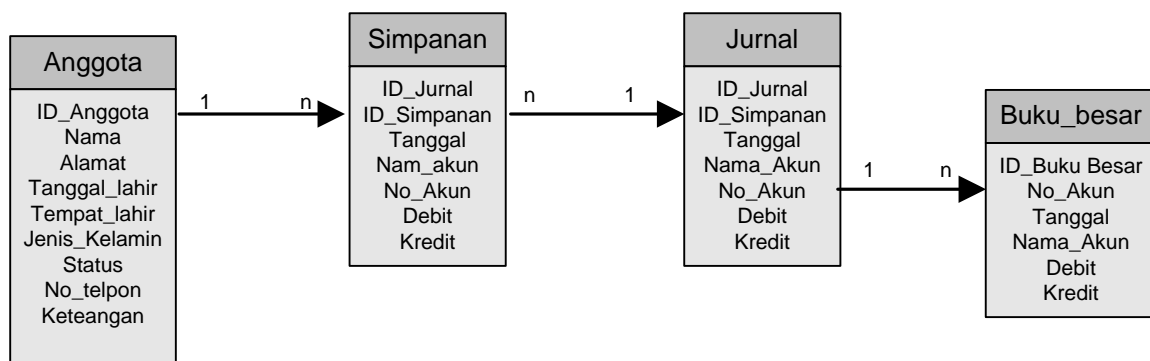 Anggota
ID_Anggota
Nama
Alamat
Tanggal_lahir
Tempat_lahir
Jenis_Kelamin
Status
No_telpon
Keteangan
1
n
Simpanan
ID_Jurnal
ID_Simpanan
Tanggal
Nam_akun
No_Akun
Debit
Kredit
n
1
Jurnal
ID_Jurnal
ID_Simpanan
Tanggal
Nama_Akun
No_Akun
Debit
Kredit
1
n
Buku_besar
ID_Buku Besar
No_Akun
Tanggal
Nama_Akun
Debit
Kredit